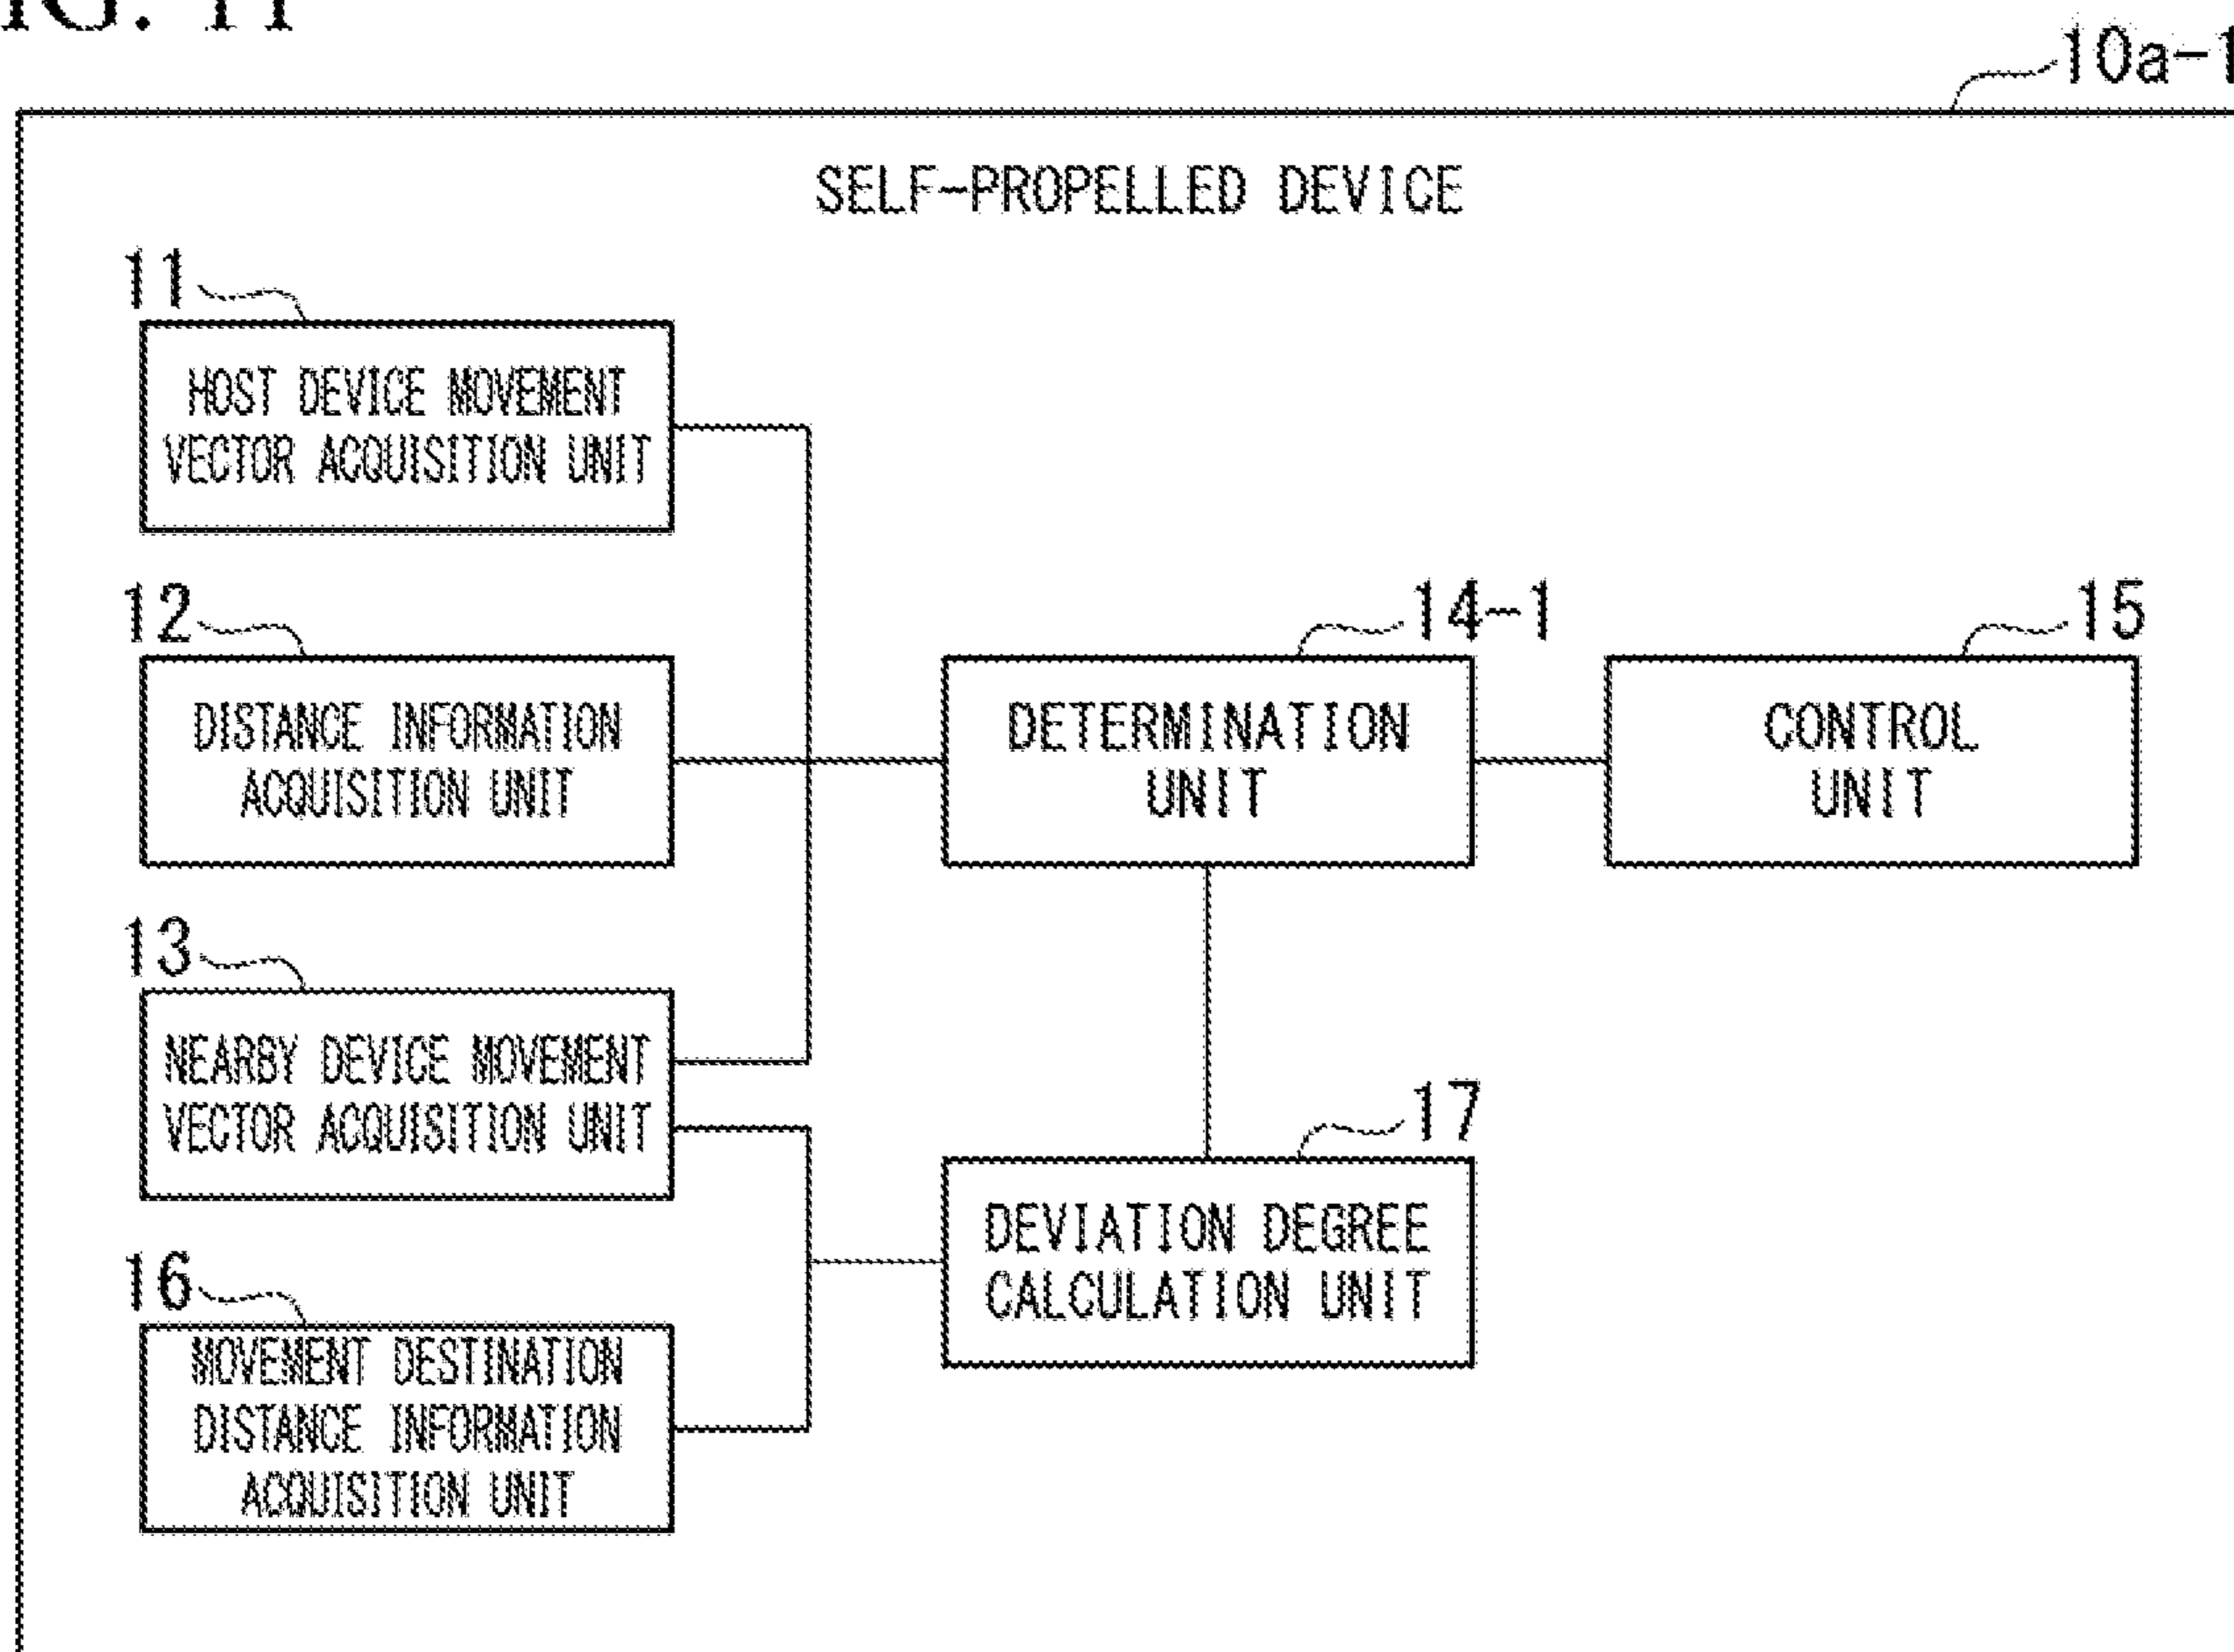 FIG. 11
10a-1
SELF-PROPELLED DEVICE
11
HOST DEVICE MOVEMENT
VECTOR ACQUISITION UNIT
12
DISTANCE INFORMATION
ACQUISITION UNIT
14-1
DETERMINATION
UNIT
15
CONTROL
UNIT
13
NEARBY DEVICE MOVEMENT
VECTOR ACQUISITION UNIT
17
DEVIATION DEGREE
CALCULATION UNIT
16
MOVEMENT DESTINATION
DISTANCE INFORMATION
ACQUISITION UNIT